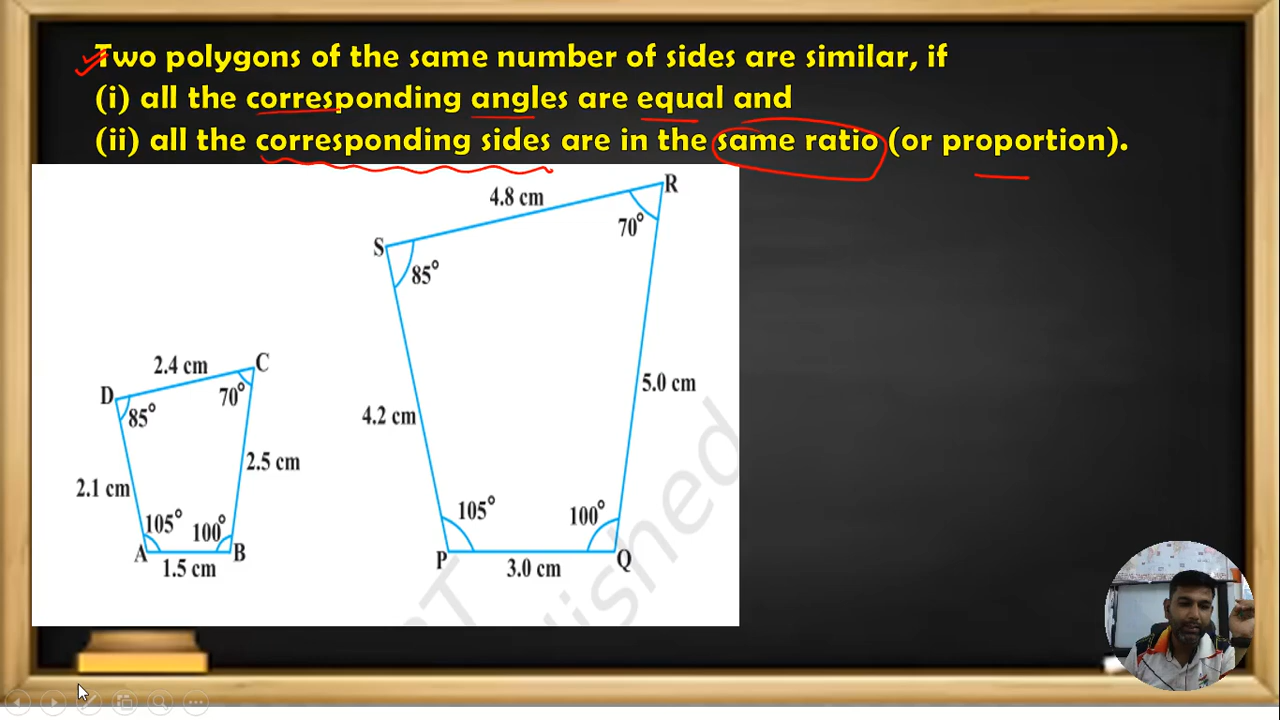 Two polygons of the same number of sides are similar, if
(i) all the corresponding angles are equal and
(ii) all the corresponding sides are in the same ratio (or proportion).
4.8 cm
R
70°
S
85°
2.4 cm
C
D
70°
85°
5.0 cm
4.2 cm
2.5 cm
2.1 cm
105°
100°
105°
100°
A
B
P
Q
1.5 cm
3.0 cm